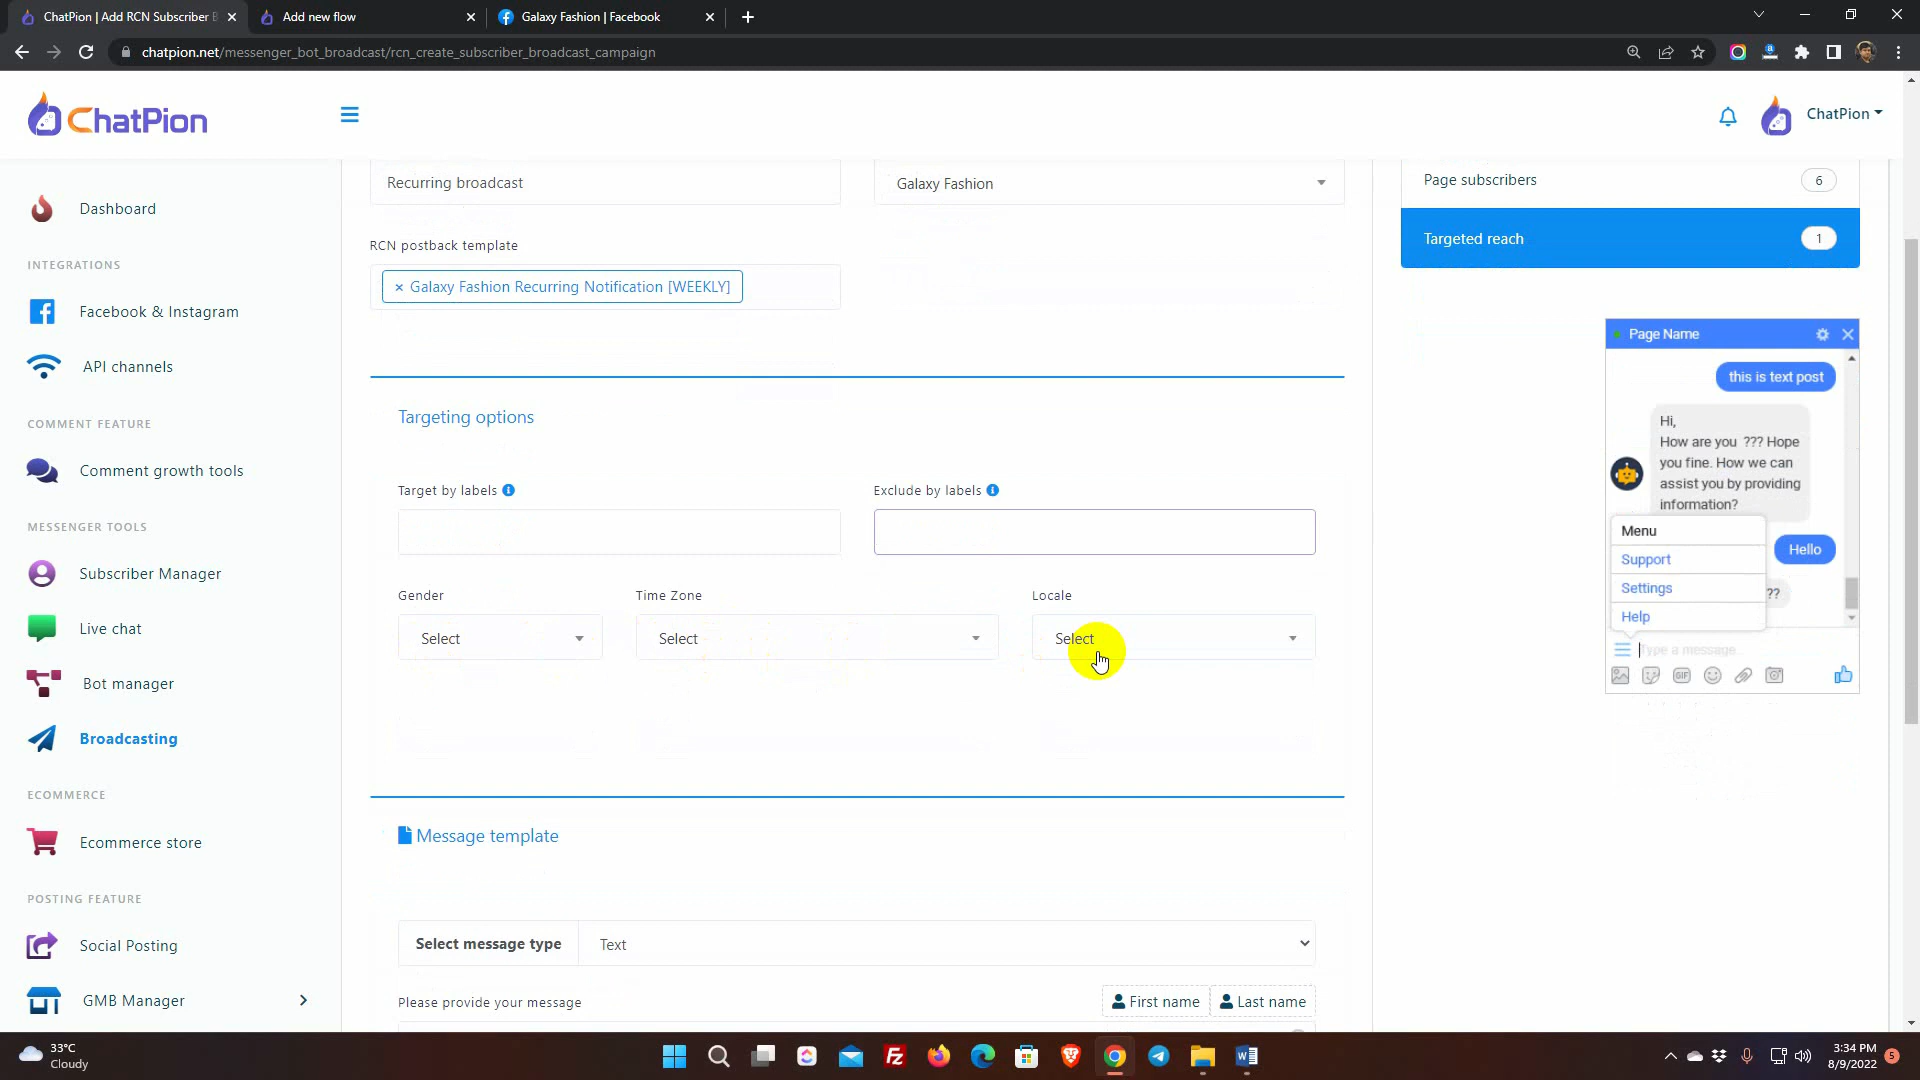 ChatPion | Add RCN Subscriber B
Add new flow
Galaxy Fashion | Facebook
chatpion.net/messenger_bot_broadcast/rcn_create_subscriber_broadcast_campaign
ChatPion
ChatPion
Dashboard
INTEGRATIONS
Facebook & Instagram
API channels
COMMENT FEATURE
Comment growth tools
MESSENGER TOOLS
Subscriber Manager
Live chat
Bot manager
Broadcasting
ECOMMERCE
Ecommerce store
POSTING FEATURE
Social Posting
GMB Manager
Recurring broadcast
Galaxy Fashion
RCN postback template
× Galaxy Fashion Recurring Notification [WEEKLY]
Targeting options
Target by labels
Exclude by labels
Gender
Time Zone
Locale
Select
Select
Select
Message template
Select message type
Text
Please provide your message
First name
Last name
Page subscribers
6
Targeted reach
1
Page Name
this is text post
Hi,
How are you ??? Hope
you fine. How we can
assist you by providing
information?
Menu
Support
Settings
Help
Hello
??
Type a message...
GIF
33°C
Cloudy
3:34 PM
8/9/2022
5